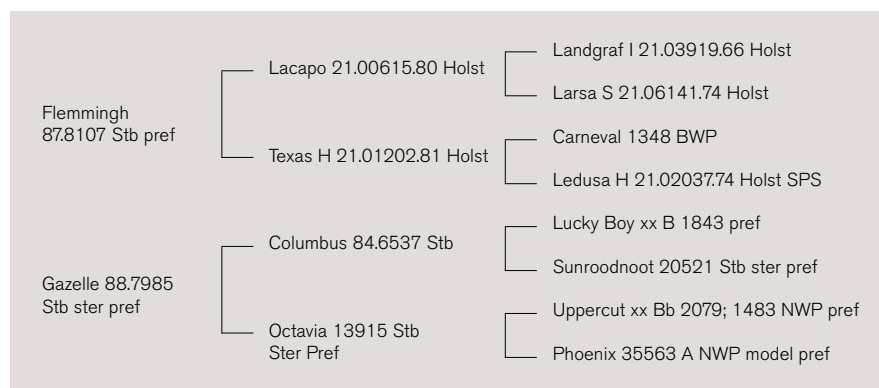 Flemmingh
87.8107 Stb pref
Lacapo 21.00615.80 Holst
Landgraf I 21.03919.66 Holst
Larsa S 21.06141.74 Holst
Texas H 21.01202.81 Holst
Carneval 1348 BWP
Ledusa H 21.02037.74 Holst SPS
Gazelle 88.7985
Stb ster pref
Columbus 84.6537 Stb
Lucky Boy xx B 1843 pref
Sunroodnoot 20521 Stb ster pref
Octavia 13915 Stb
Ster Pref
Uppercut xx Bb 2079; 1483 NWP pref
Phoenix 35563 A NWP model pref